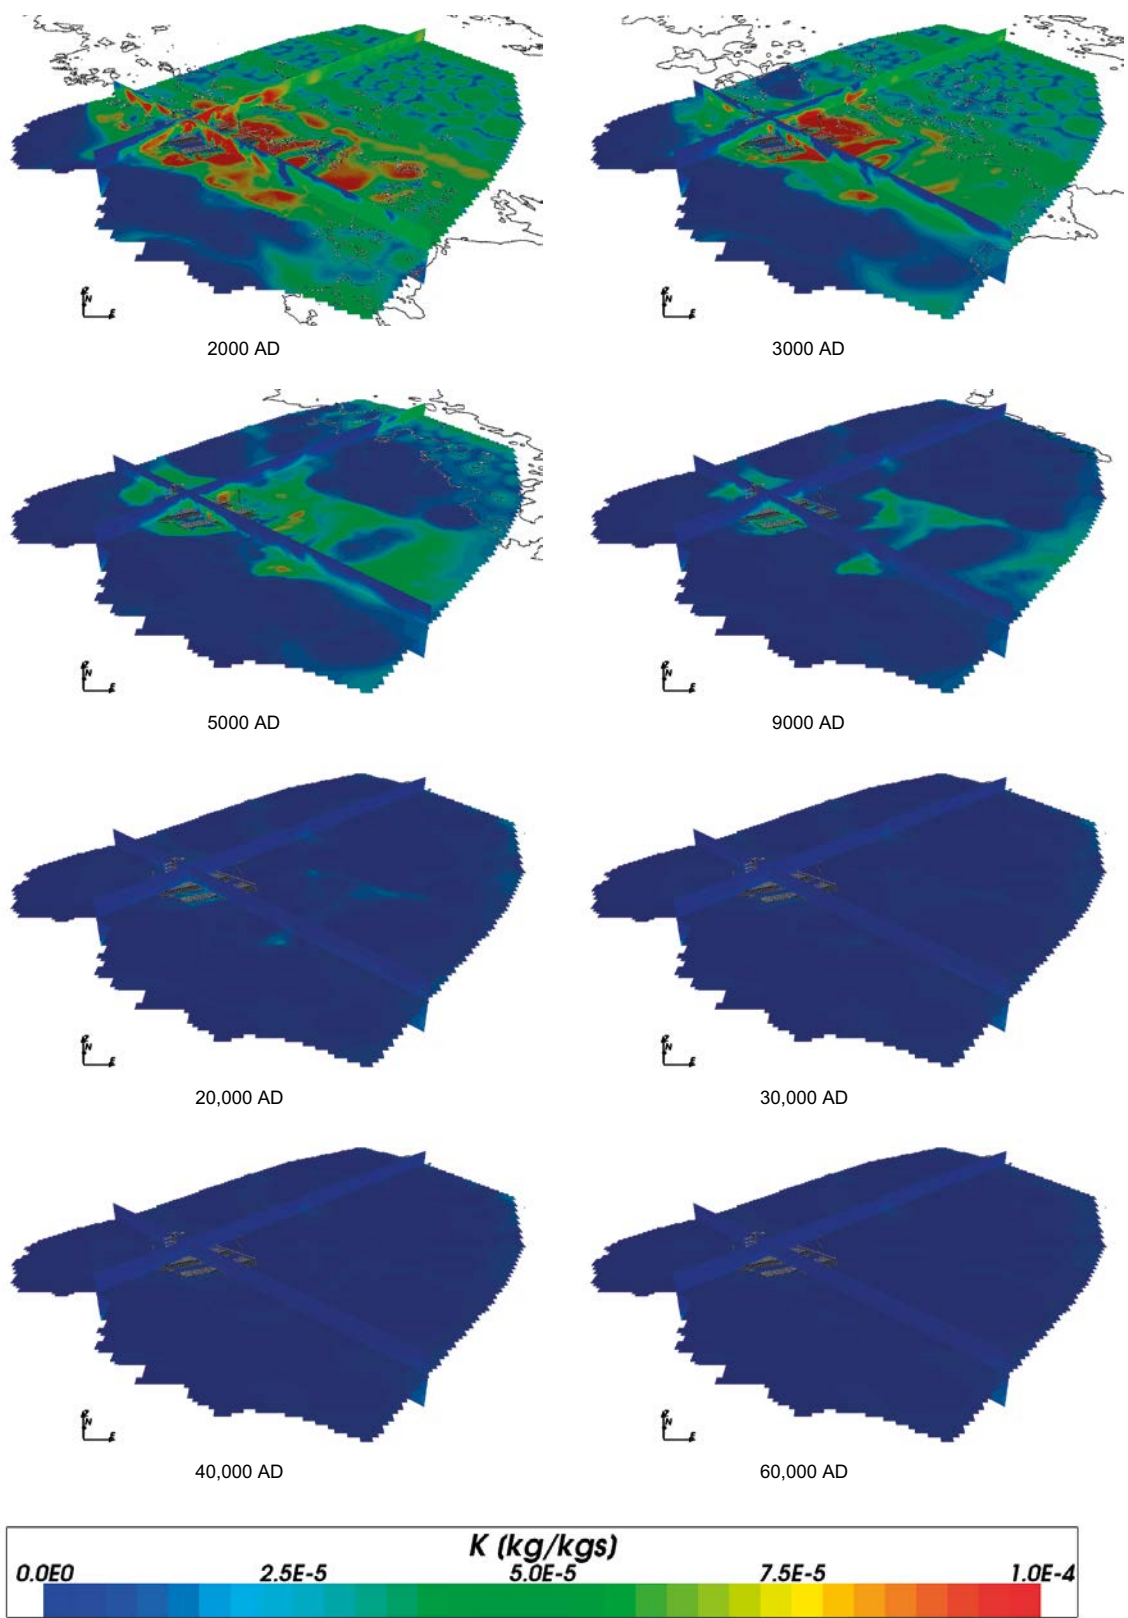 Z
N
E
Z
N
E
2000 AD
3000 AD
Z
N
E
Z
N
E
5000 AD
9000 AD
Z
N
E
Z
N
E
20,000 AD
30,000 AD
Z
N
E
Z
N
E
40,000 AD
60,000 AD
K (kg/kgs)
0.0E0 2.5E-5 5.0E-5 7.5E-5 1.0E-4